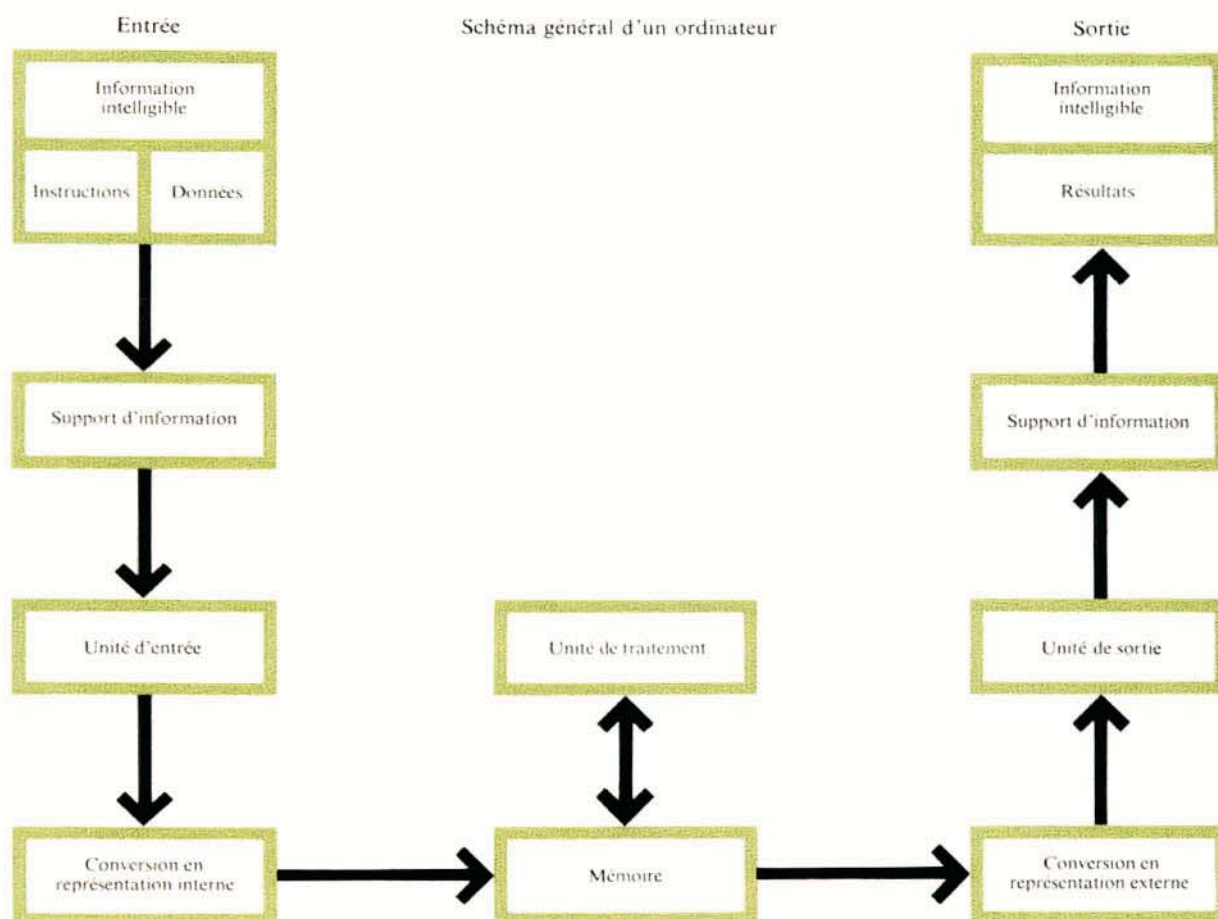 Entrée
Schéma général d'un ordinateur
Sortie
Information
intelligible
Instructions
Données
Information
intelligible
Résultats
Support d'information
Support d'information
Unité d'entrée
Unité de traitement
Unité de sortie
Conversion en
représentation interne
Mémoire
Conversion en
représentation externe